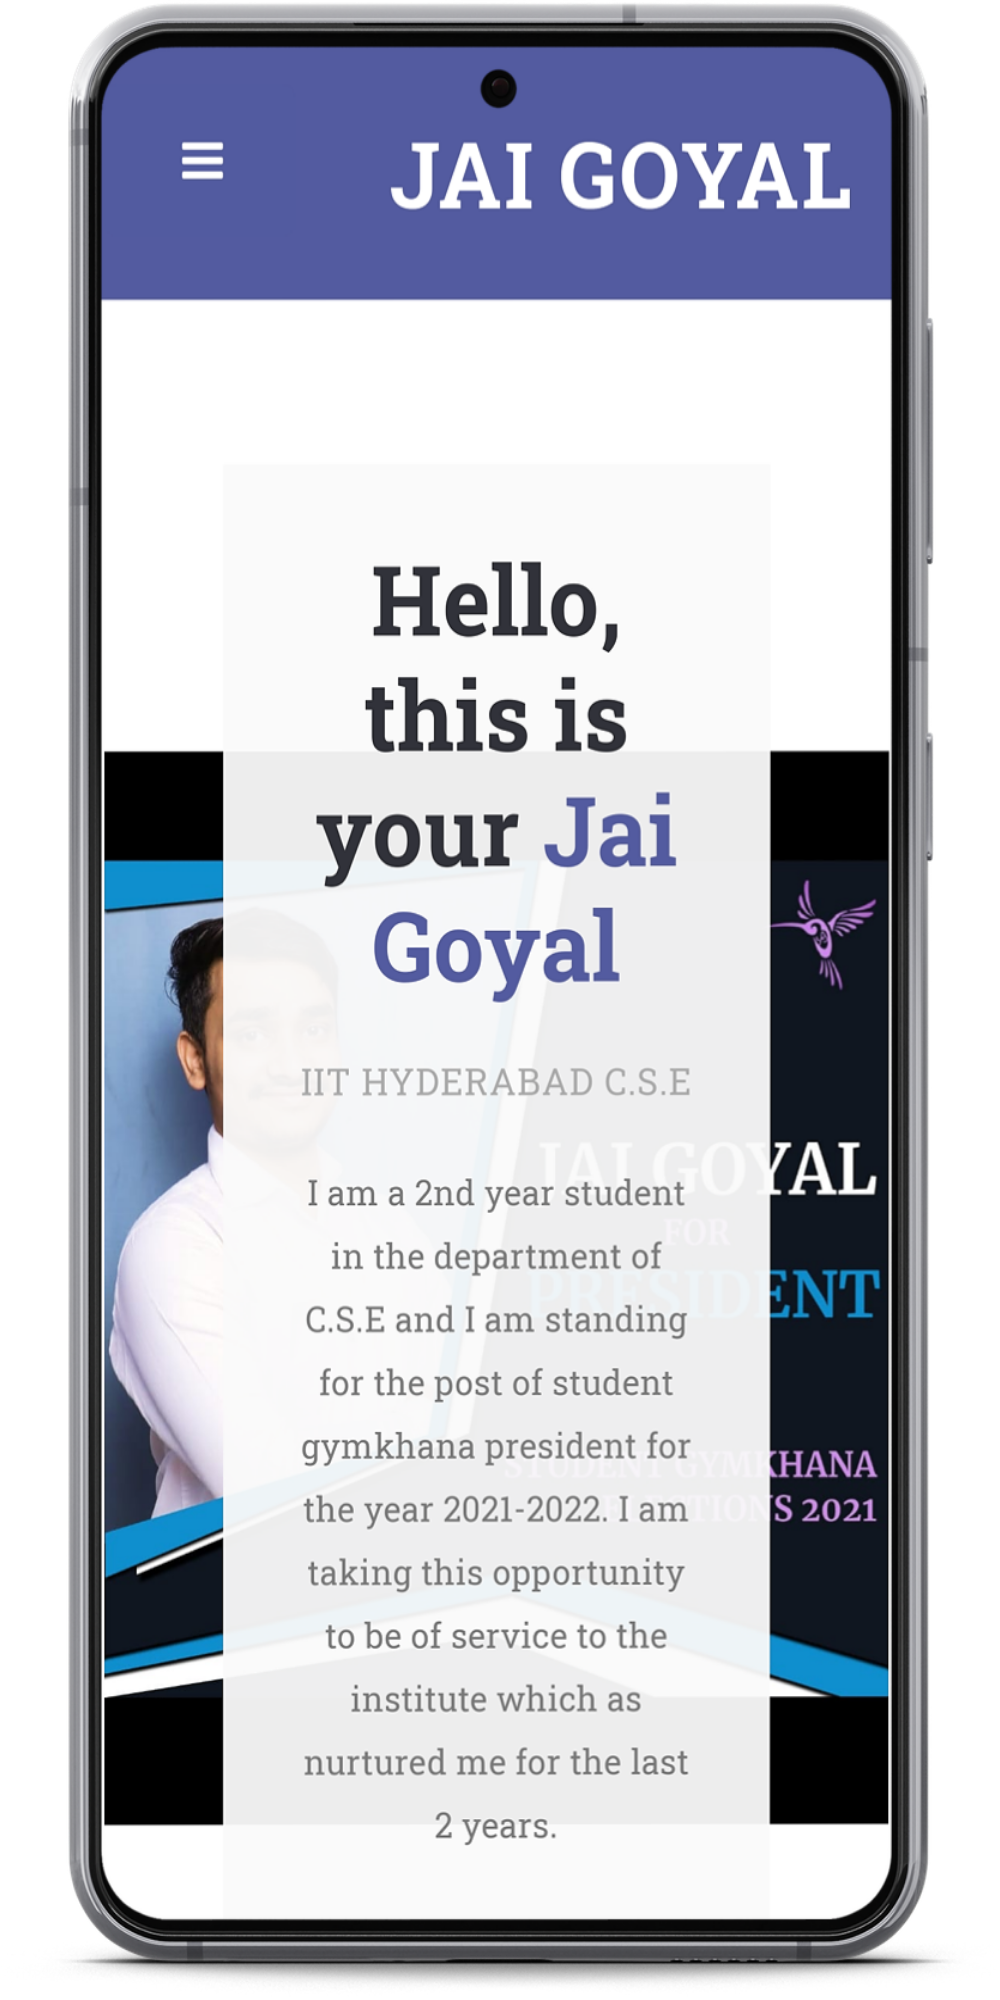 JAI GOYAL
Hello,
this is
your Jai
Goyal
IIT HYDERABAD C.S.E
I am a 2nd year student
in the department of
C.S.E and I am standing
for the post of student
gymkhana president for
the year 2021-2022. I am
taking this opportunity
to be of service to the
institute which as
nurtured me for the last
2 years.
JAI GOYAL
FOR
PRESIDENT
STUDENT GYMKHANA
ELECTIONS 2021